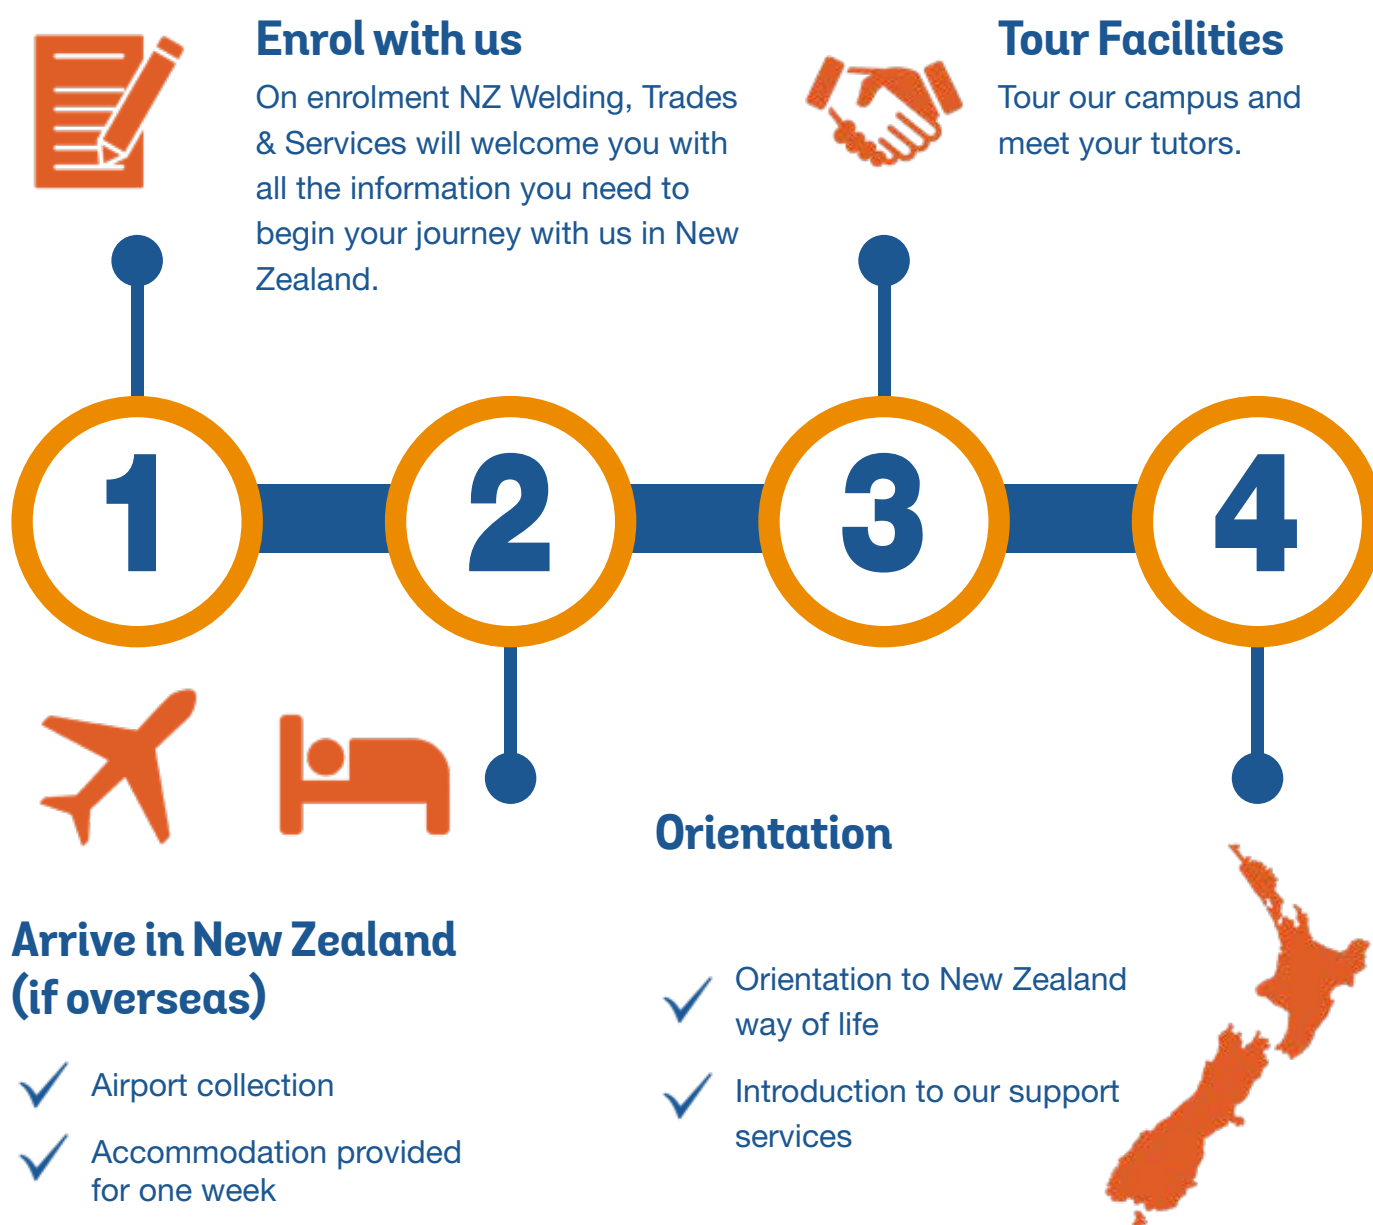 Enrol with us
On enrolment NZ Welding, Trades
& Services will welcome you with
all the information you need to
begin your journey with us in New
Zealand.
Tour Facilities
Tour our campus and
meet your tutors.
1
2
3
4
Arrive in New Zealand
(if overseas)
Airport collection
Accommodation provided
for one week
Orientation
Orientation to New Zealand
way of life
Introduction to our support
services